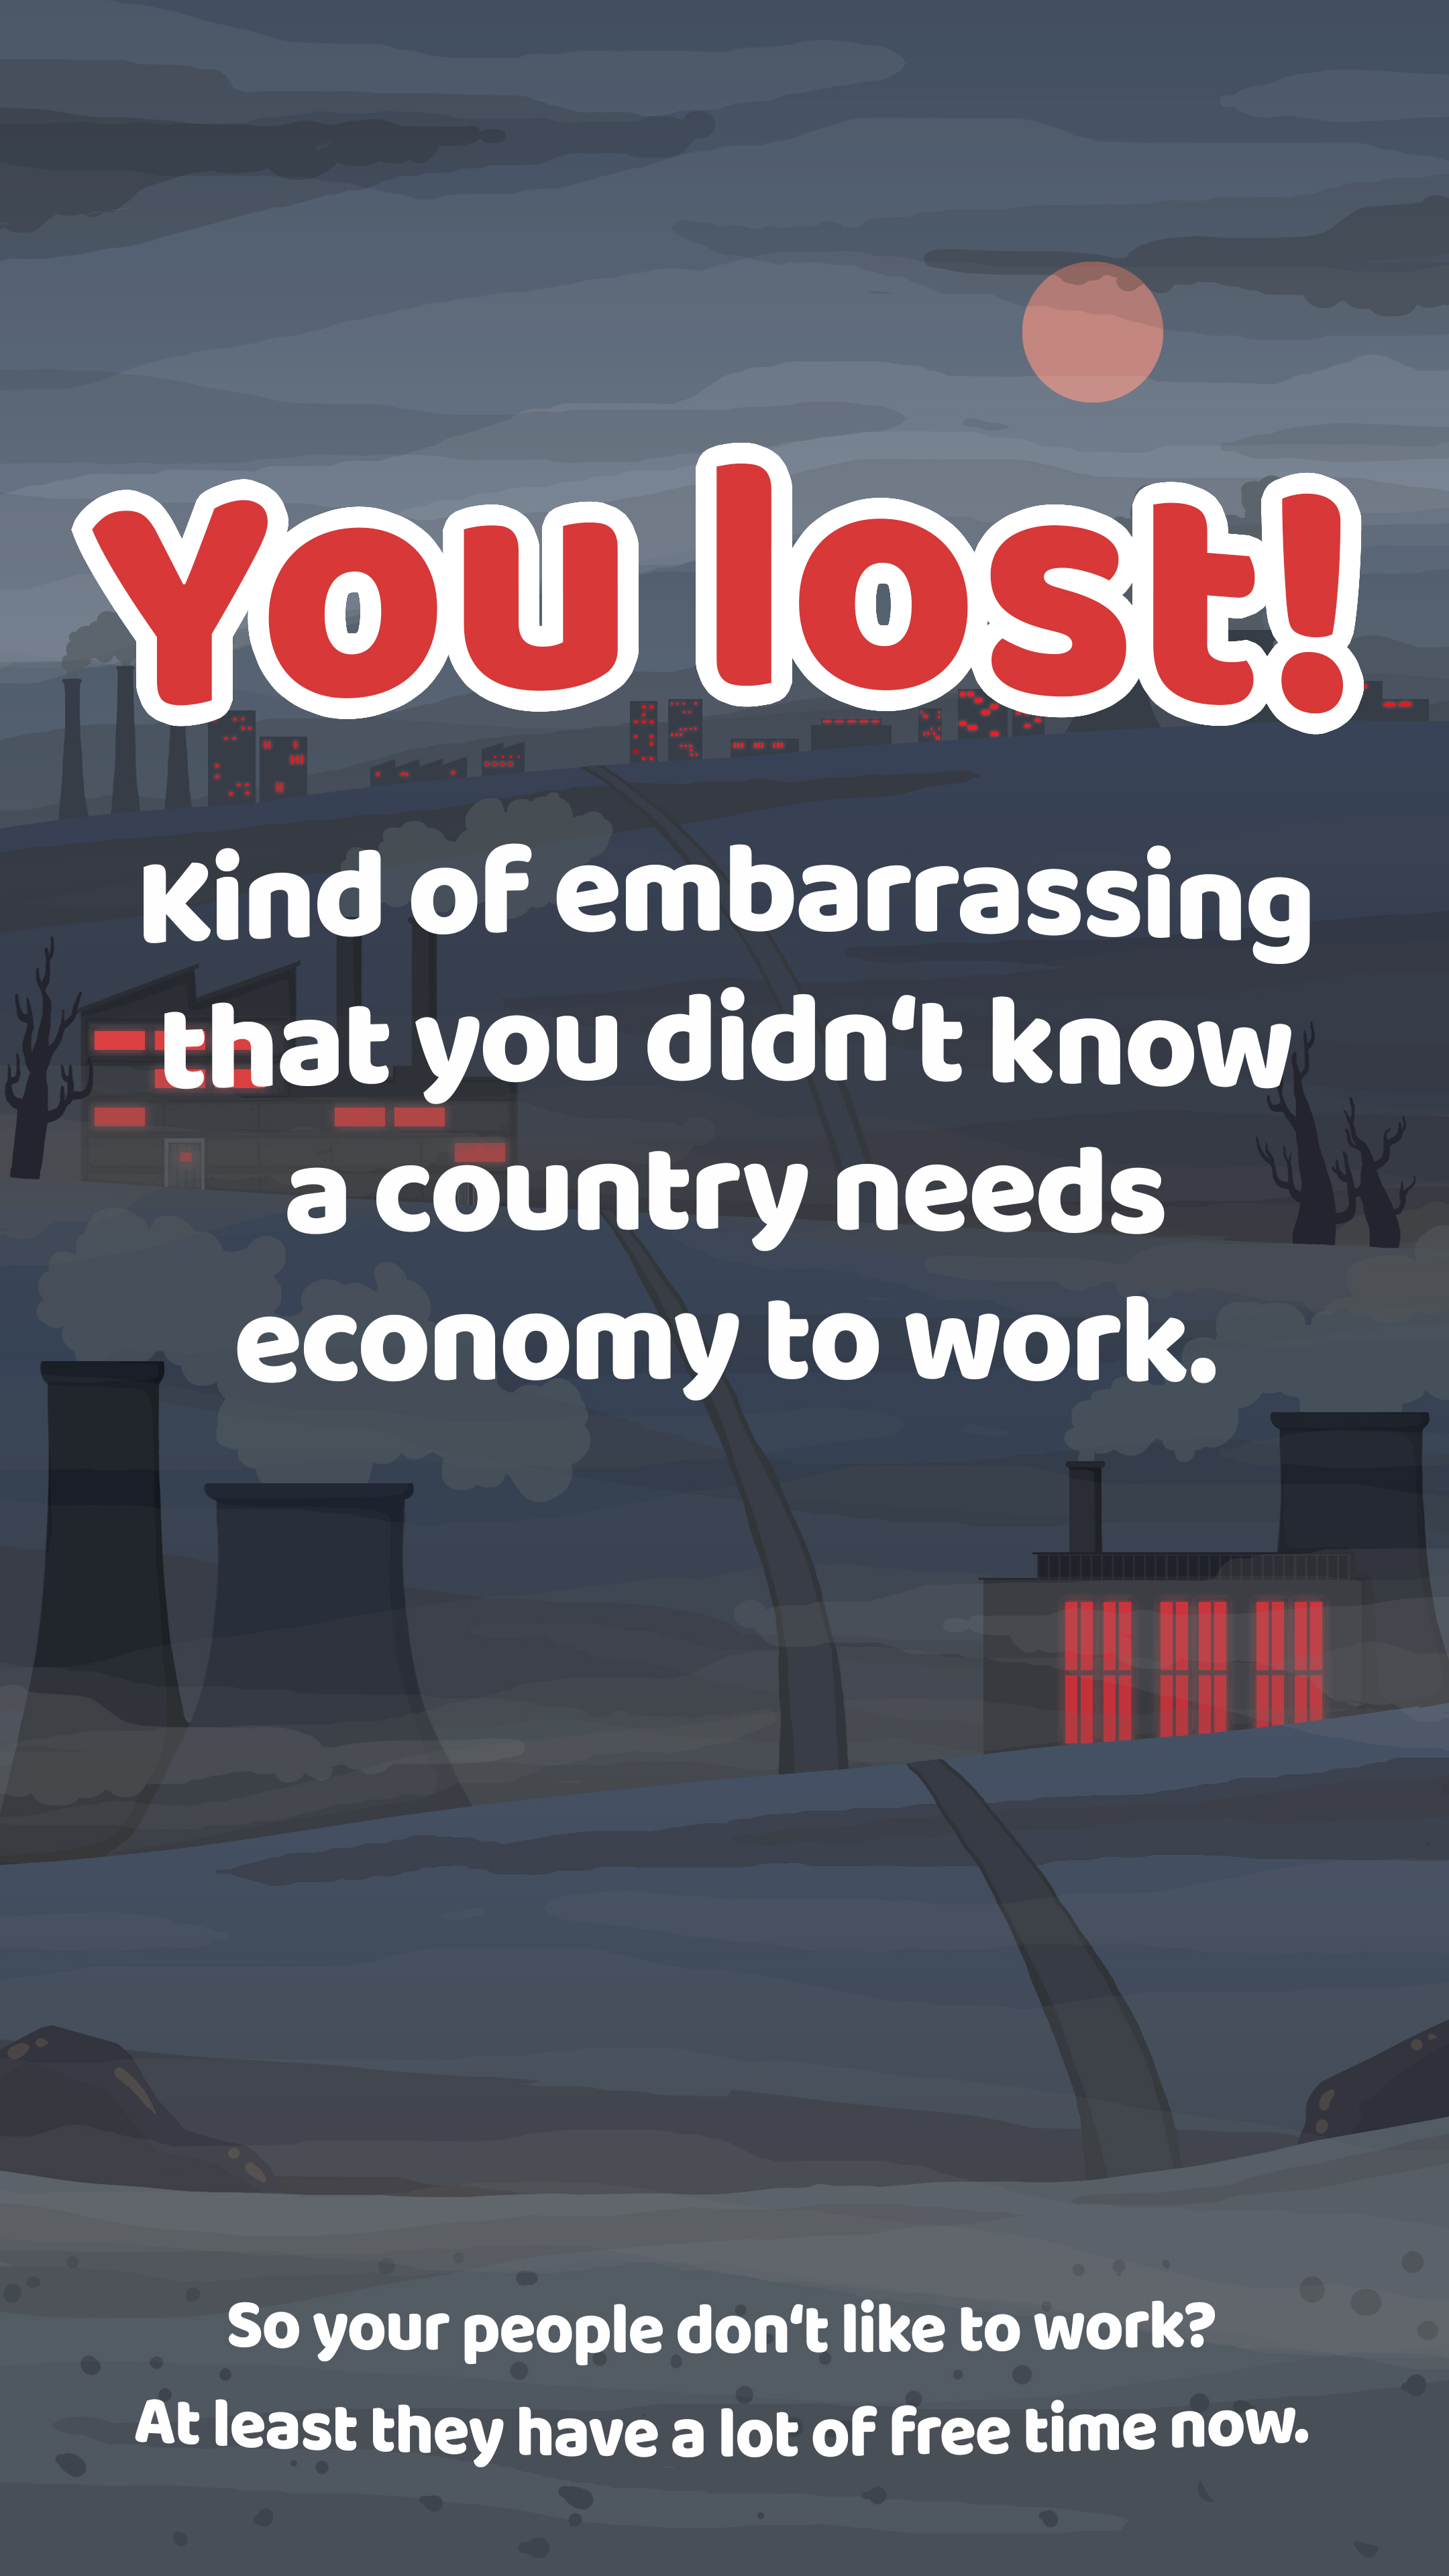 You lost!
Kind of embarrassing
that you didn‘t know
a country needs
economy to work.
So your people don‘t like to work?
At least they have a lot of free time now.